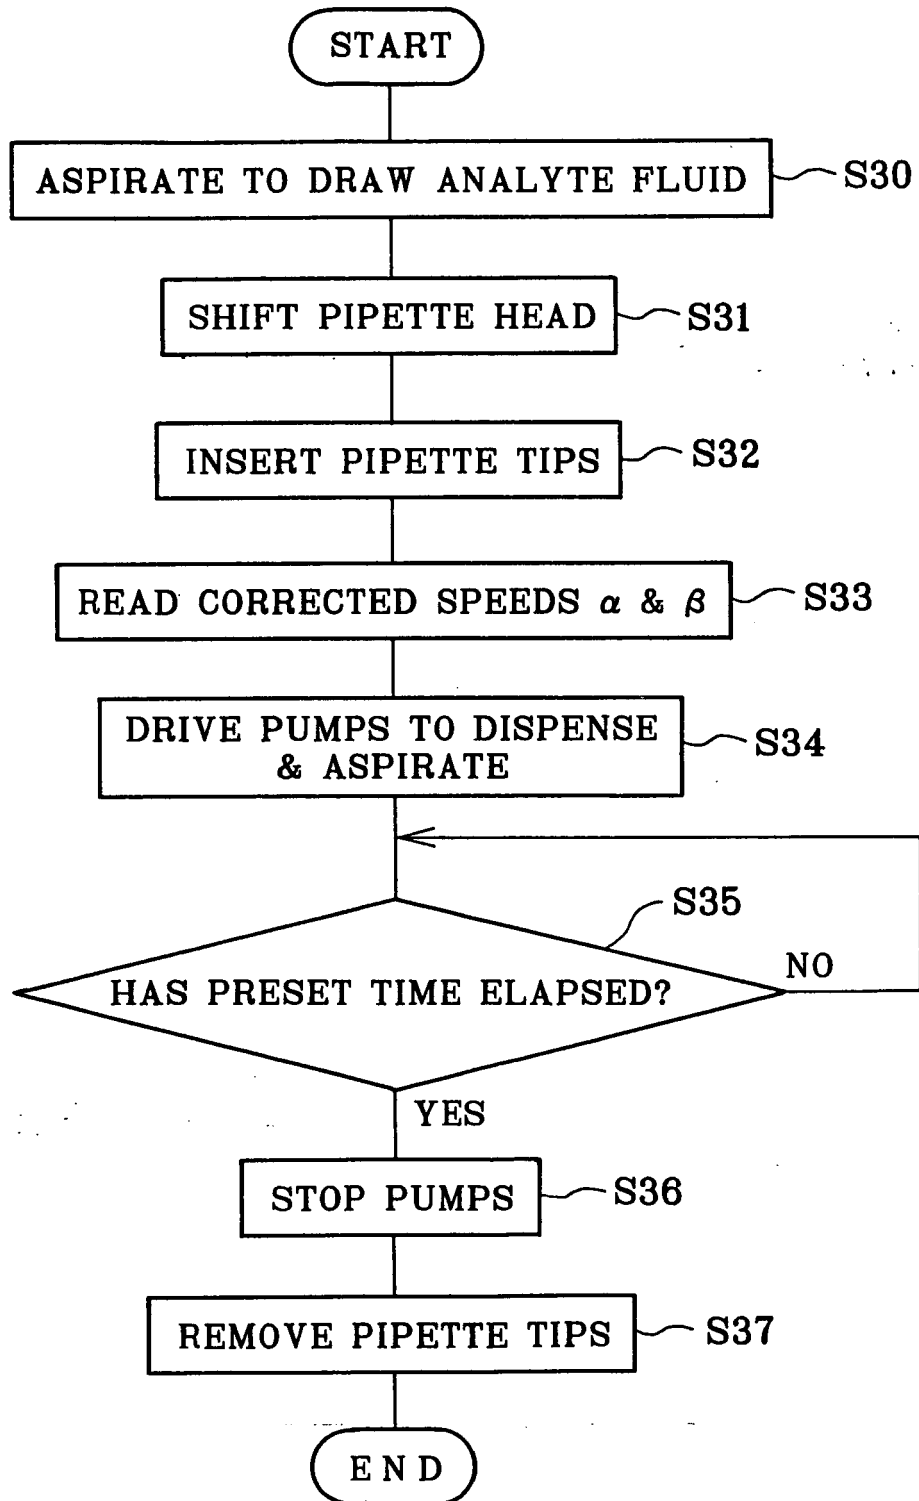 START
ASPIRATE TO DRAW ANALYTE FLUID
S30
SHIFT PIPETTE HEAD
S31
INSERT PIPETTE TIPS
S32
READ CORRECTED SPEEDS α & β
S33
DRIVE PUMPS TO DISPENSE
& ASPIRATE
S34
S35
HAS PRESET TIME ELAPSED?
NO
YES
STOP PUMPS
S36
REMOVE PIPETTE TIPS
S37
END